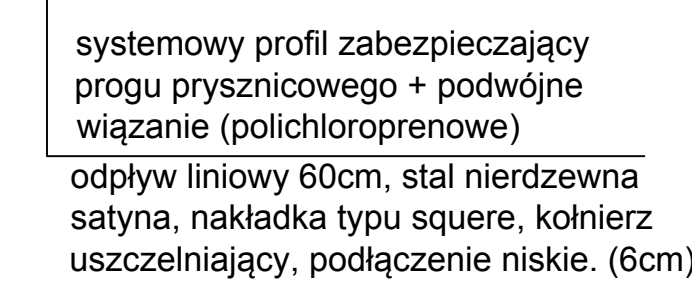 systemowy profil zabezpieczający
progu prysznicowego + podwójne
wiązanie (polichloroprenowe)
odpływ liniowy 60cm, stal nierdzewna
satyna, nakładka typu squere, kołnierz
uszczelniający, podłączenie niskie. (6cm)